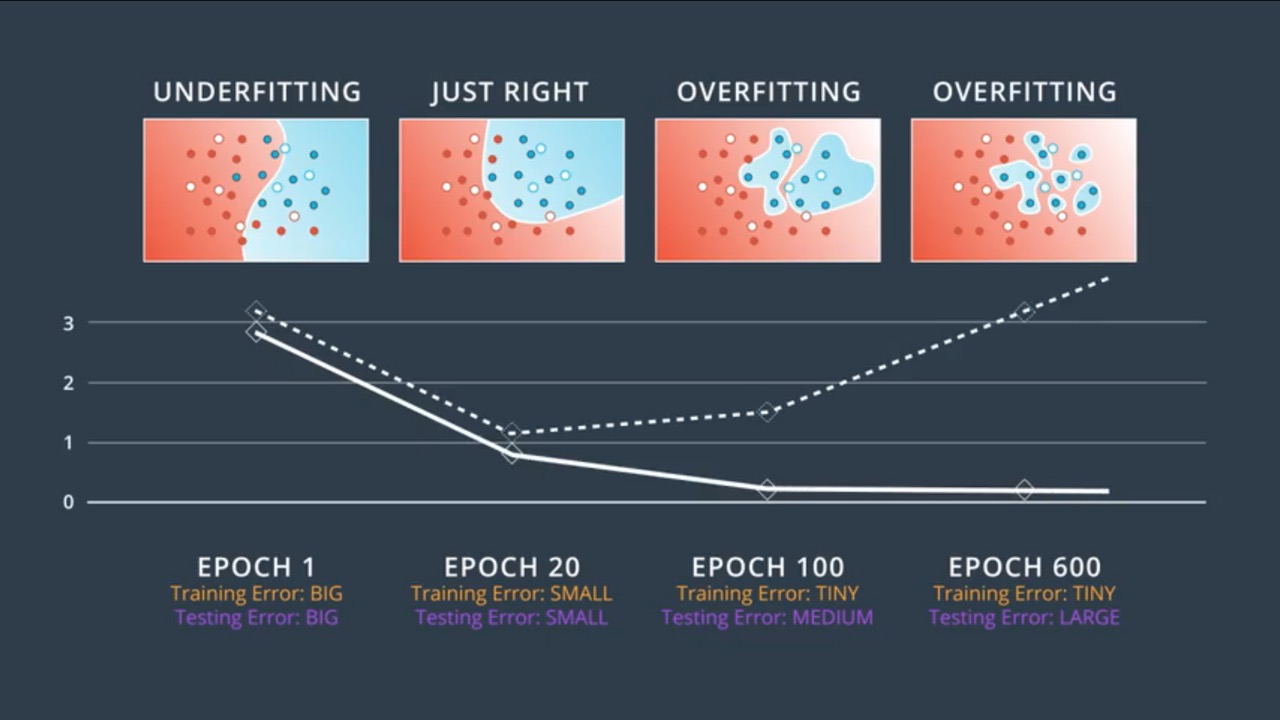 UNDERFITTING
JUST RIGHT
OVERFITTING
OVERFITTING
3
2
1
0
EPOCH 1
Training Error: BIG
Testing Error: BIG
EPOCH 20
Training Error: SMALL
Testing Error: SMALL
EPOCH 100
Training Error: TINY
Testing Error: MEDIUM
EPOCH 600
Training Error: TINY
Testing Error: LARGE